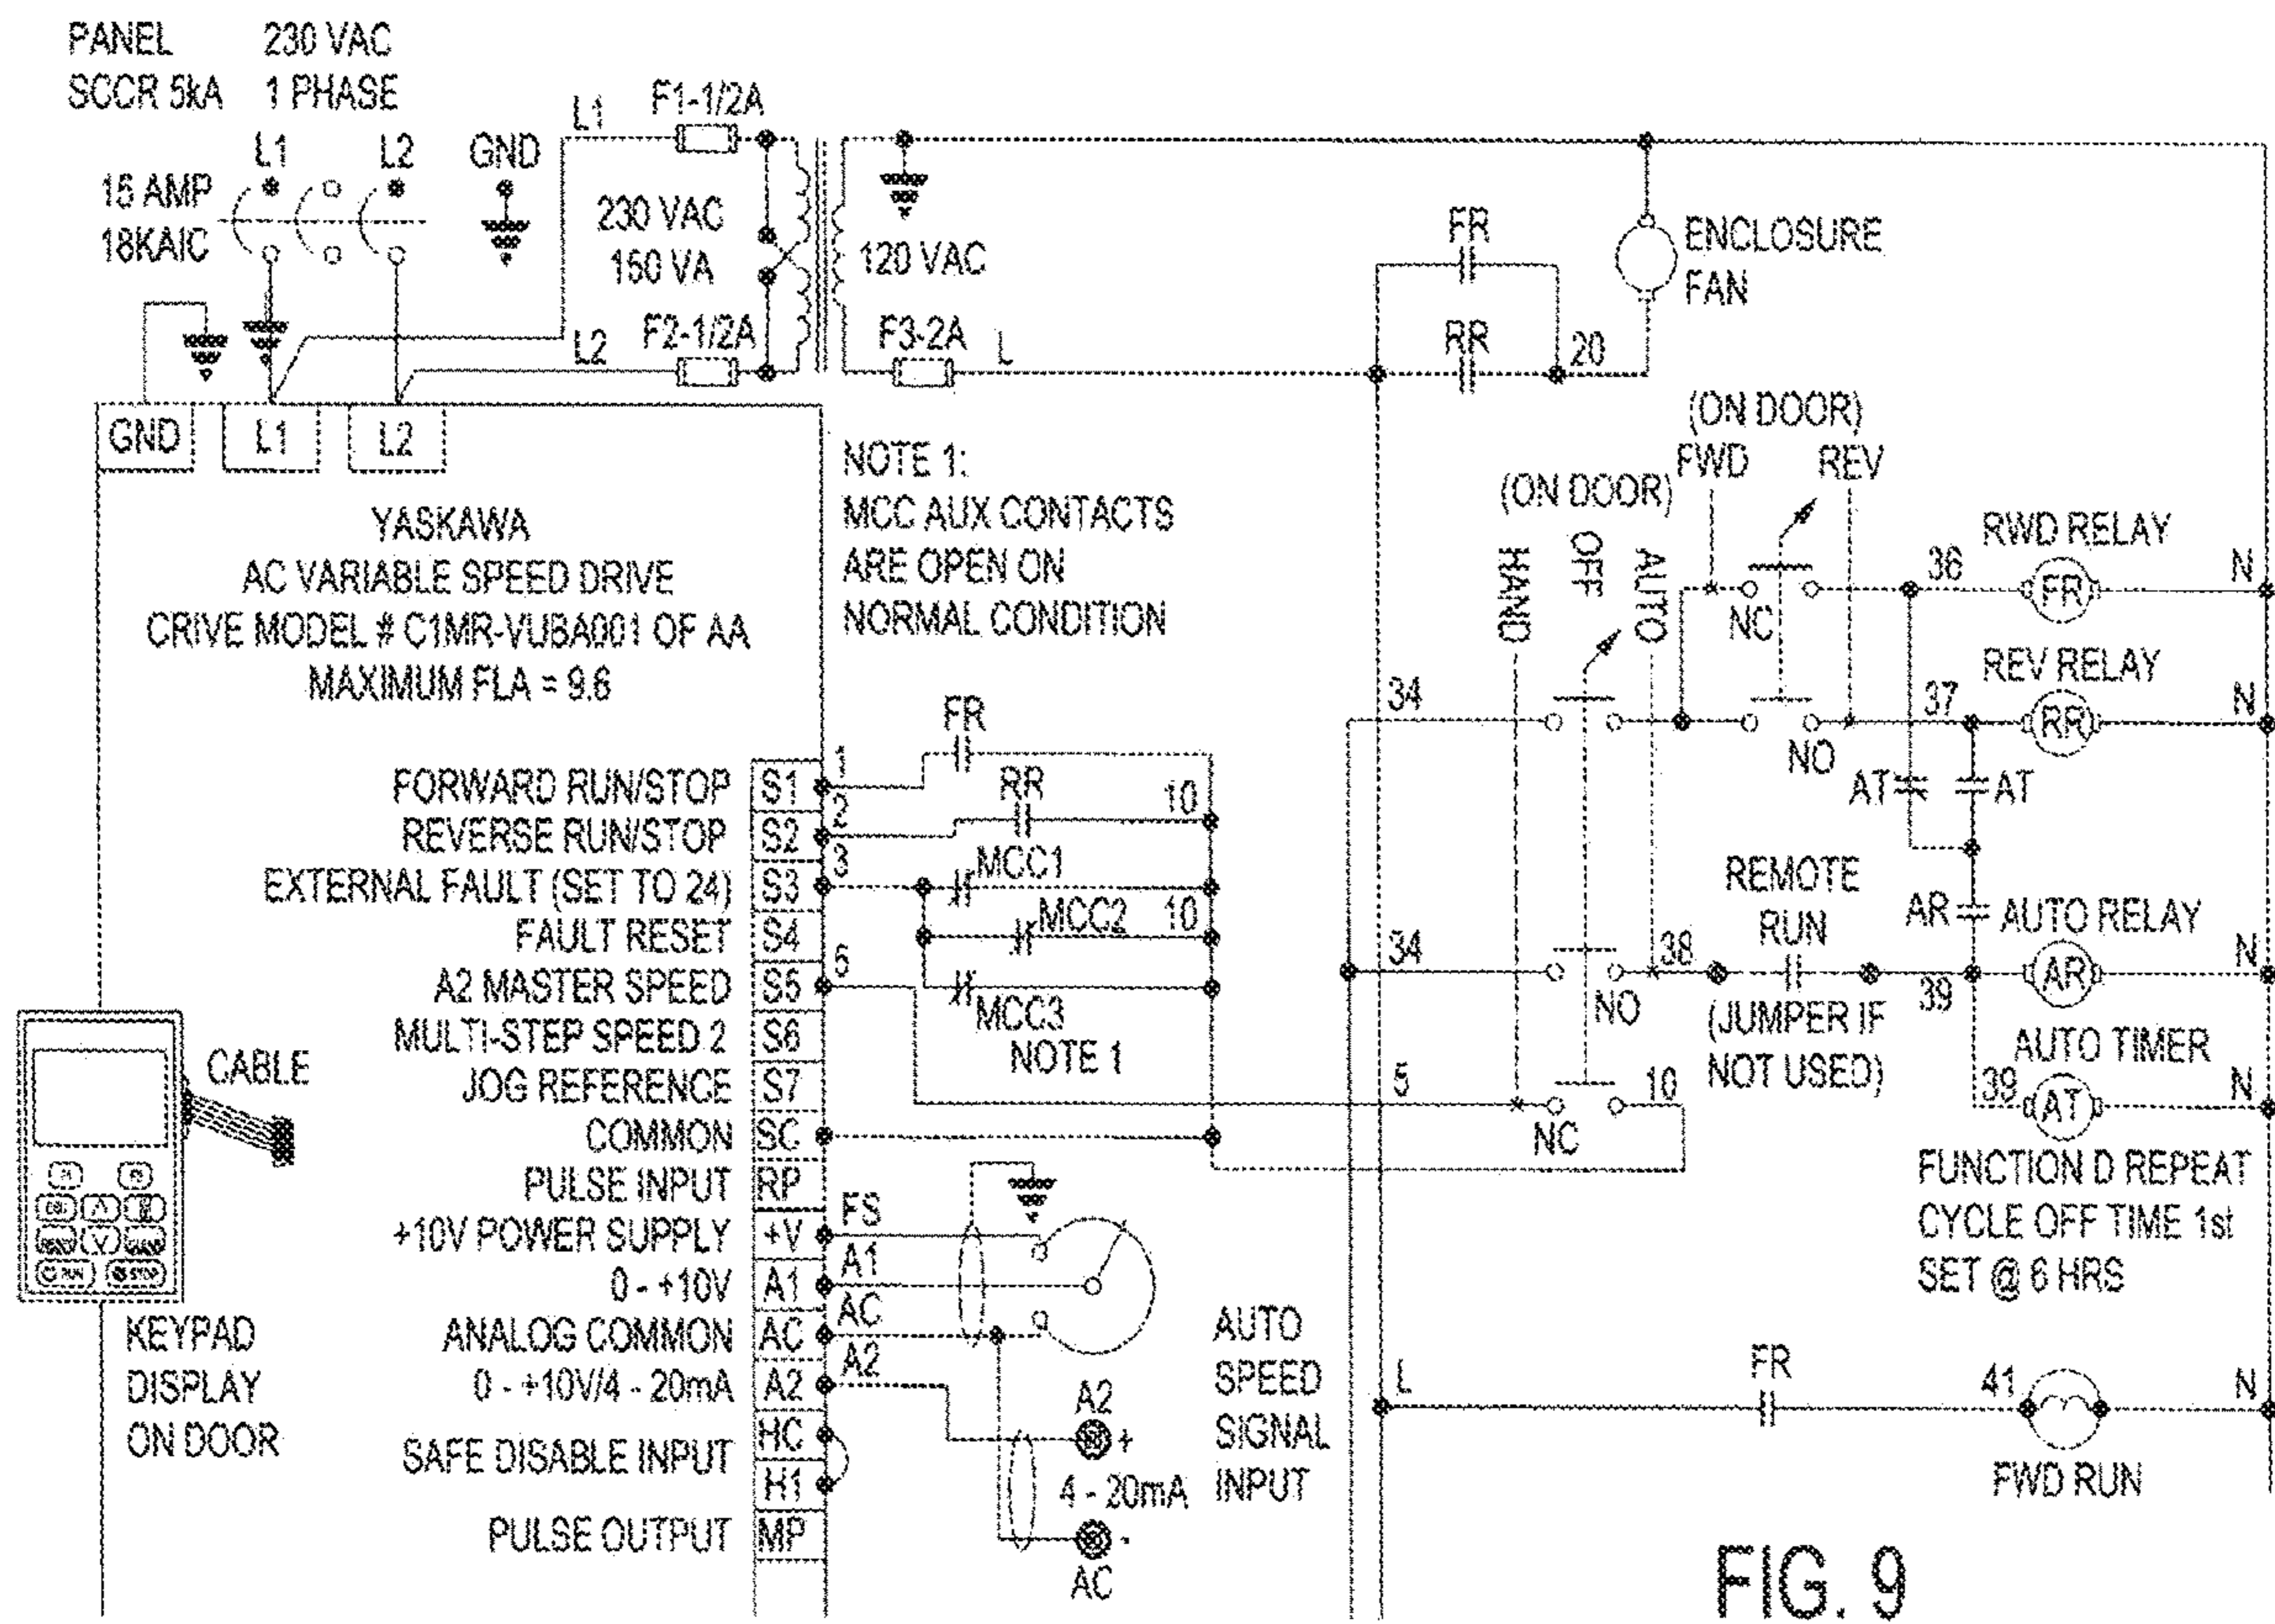 PANEL 230 VAC
SCCR 5kA 1 PHASE
L1 L2 GND
15 AMP
18KAIC
L1 F1-1/2A
230 VAC
150 VA
120 VAC
L2 F2-1/2A
F3-2A L
FR
RR 20
ENCLOSURE
FAN
GND L1 L2
YASKAWA
AC VARIABLE SPEED DRIVE
CRIVE MODEL # C1MR-VUBA001 OF AA
MAXIMUM FLA = 9.6
NOTE 1:
MCC AUX CONTACTS
ARE OPEN ON
NORMAL CONDITION
(ON DOOR)
FWD REV
(ON DOOR)
HAND OFF AUTO
NC 36 RWD RELAY FR N
34 NO 37 REV RELAY RR N
AT AT
AR
34 NO 38
REMOTE
RUN
(JUMPER IF
NOT USED)
39 AUTO RELAY AR N
5 NC 10
39 AUTO TIMER AT N
FUNCTION D REPEAT
CYCLE OFF TIME 1st
SET @ 6 HRS
L FR 41 N
FWD RUN
FORWARD RUN/STOP S1 1 FR
REVERSE RUN/STOP S2 2 RR 10
EXTERNAL FAULT (SET TO 24) S3 3 MCC1
FAULT RESET S4 MCC2 10
A2 MASTER SPEED S5 5 MCC3
MULTI-STEP SPEED 2 S6 NOTE 1
JOG REFERENCE S7
COMMON SC
PULSE INPUT RP
+10V POWER SUPPLY +V FS
0 - +10V A1 A1
ANALOG COMMON AC AC
0 - +10V/4 - 20mA A2 A2
SAFE DISABLE INPUT HC
H1
PULSE OUTPUT MP
A2
+
4 - 20mA
-
AC
AUTO
SPEED
SIGNAL
INPUT
CABLE
RUN STOP
KEYPAD
DISPLAY
ON DOOR
FIG. 9